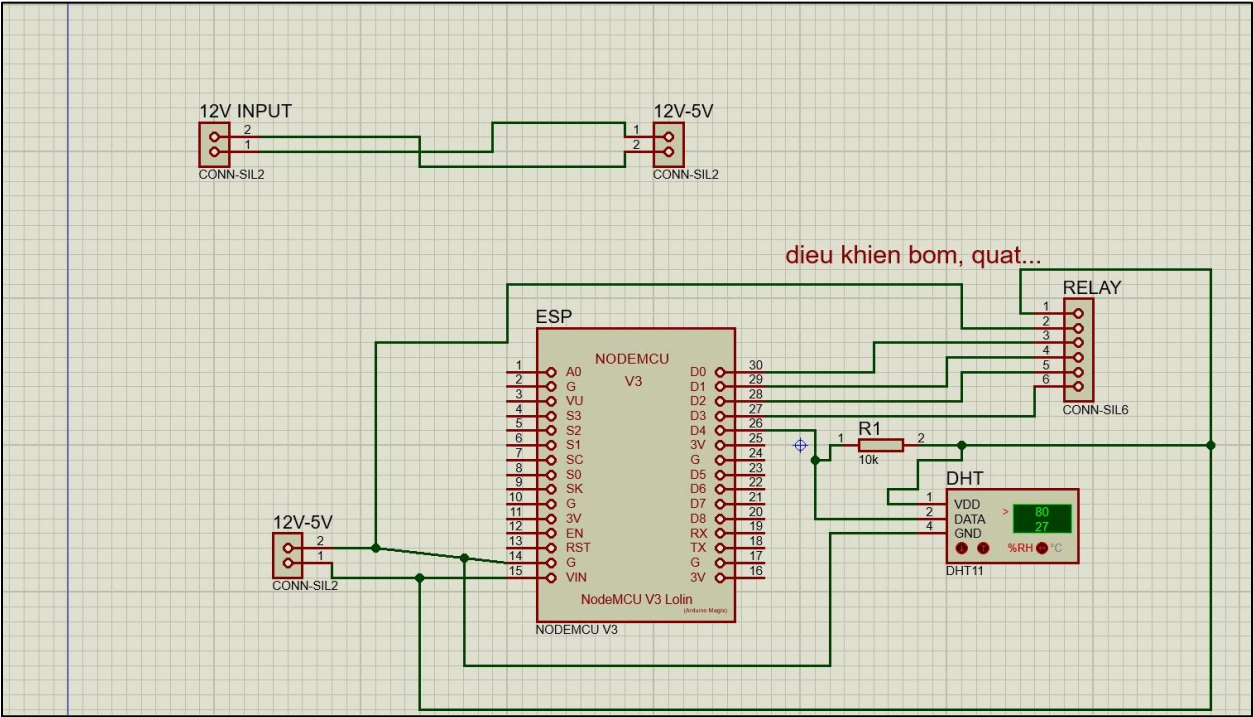 12V INPUT
2
1
CONN-SIL2
12V-5V
1
2
CONN-SIL2
dieu khien bom, quat...
RELAY
1
2
3
4
5
6
CONN-SIL6
ESP
NODEMCU
V3
1 A0
2 G
3 VU
4 S3
5 S2
6 S1
7 SC
8 S0
9 SK
10 G
11 3V
12 EN
13 RST
14 G
15 VIN
D0 30
D1 29
D2 28
D3 27
D4 26
3V 25
G 24
D5 23
D6 22
D7 21
D8 20
RX 19
TX 18
G 17
3V 16
NodeMCU V3 Lolin
(Arduino Magix)
NODEMCU V3
R1
1 2
10k
DHT
1 VDD
2 DATA
4 GND
> 80
27
%RH °C
DHT11
12V-5V
2
1
CONN-SIL2